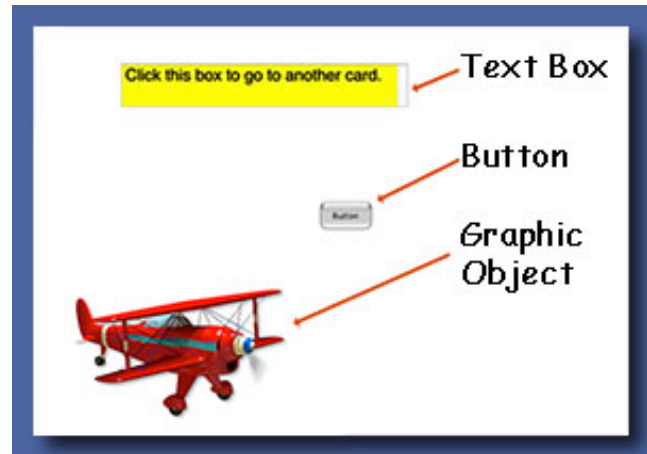 Click this box to go to another card.
Text Box
Button
Button
Graphic
Object